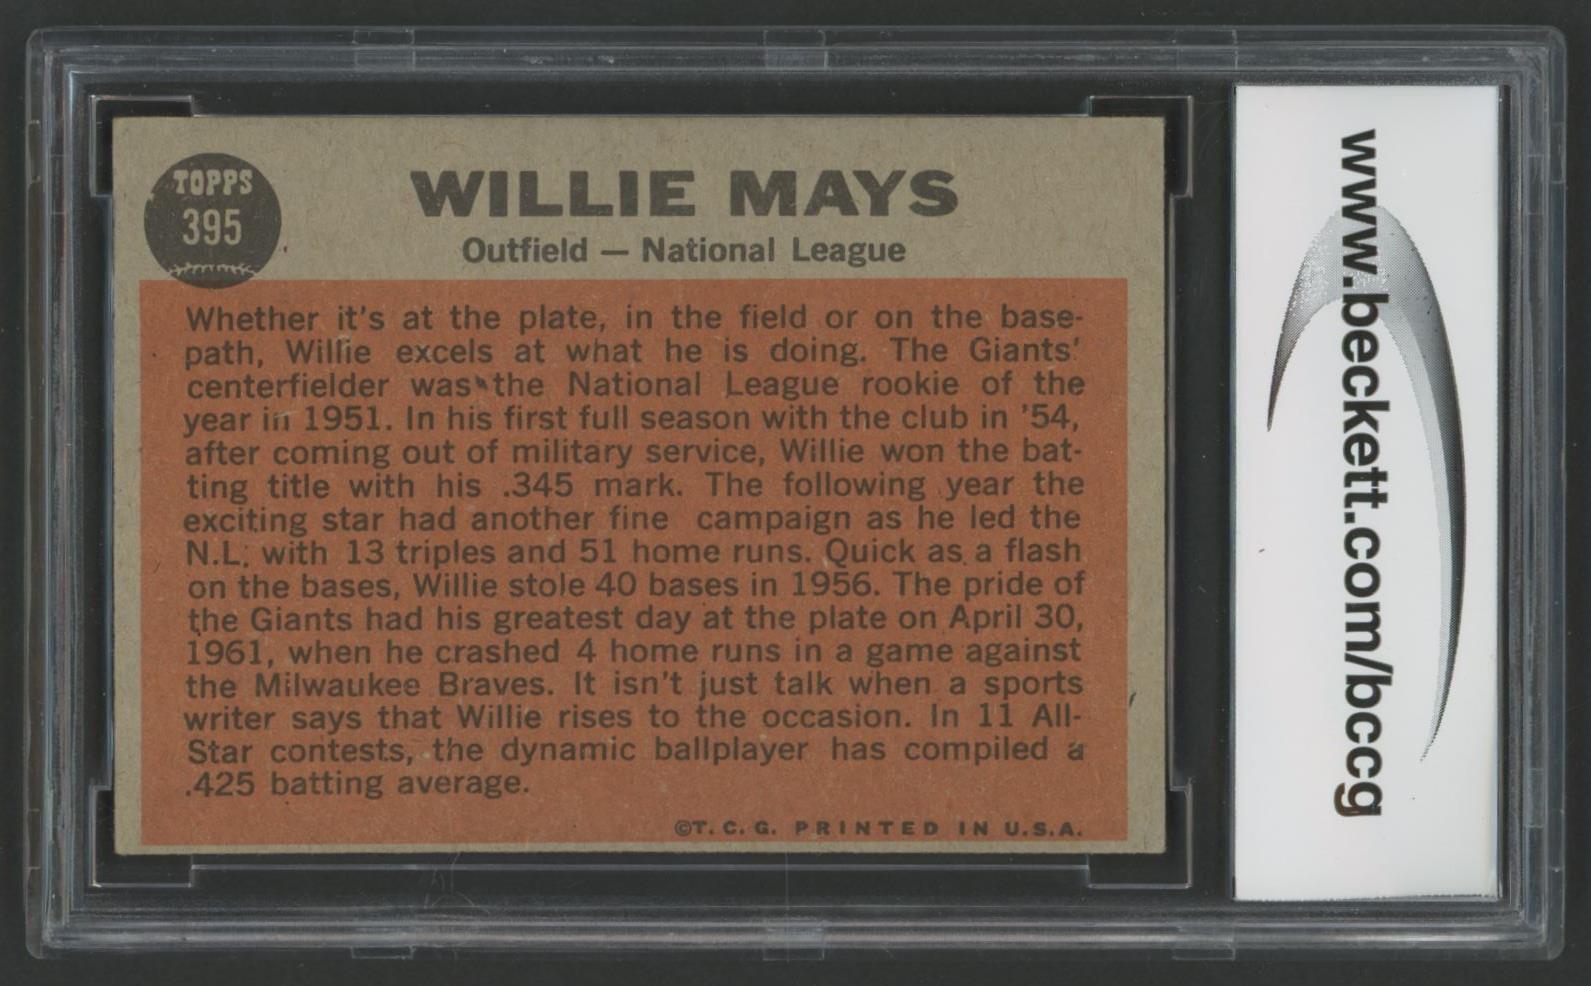 TOPPS
395
WILLIE MAYS
Outfield — National League
Whether it's at the plate, in the field or on the base-
path, Willie excels at what he is doing. The Giants'
centerfielder was the National League rookie of the
year in 1951. In his first full season with the club in '54,
after coming out of military service, Willie won the bat-
ting title with his .345 mark. The following year the
exciting star had another fine campaign as he led the
N.L. with 13 triples and 51 home runs. Quick as a flash
on the bases, Willie stole 40 bases in 1956. The pride of
the Giants had his greatest day at the plate on April 30,
1961, when he crashed 4 home runs in a game against
the Milwaukee Braves. It isn't just talk when a sports
writer says that Willie rises to the occasion. In 11 All-
Star contests, the dynamic ballplayer has compiled a
.425 batting average.
©T.C.G. PRINTED IN U.S.A.
www.beckett.com/bccg